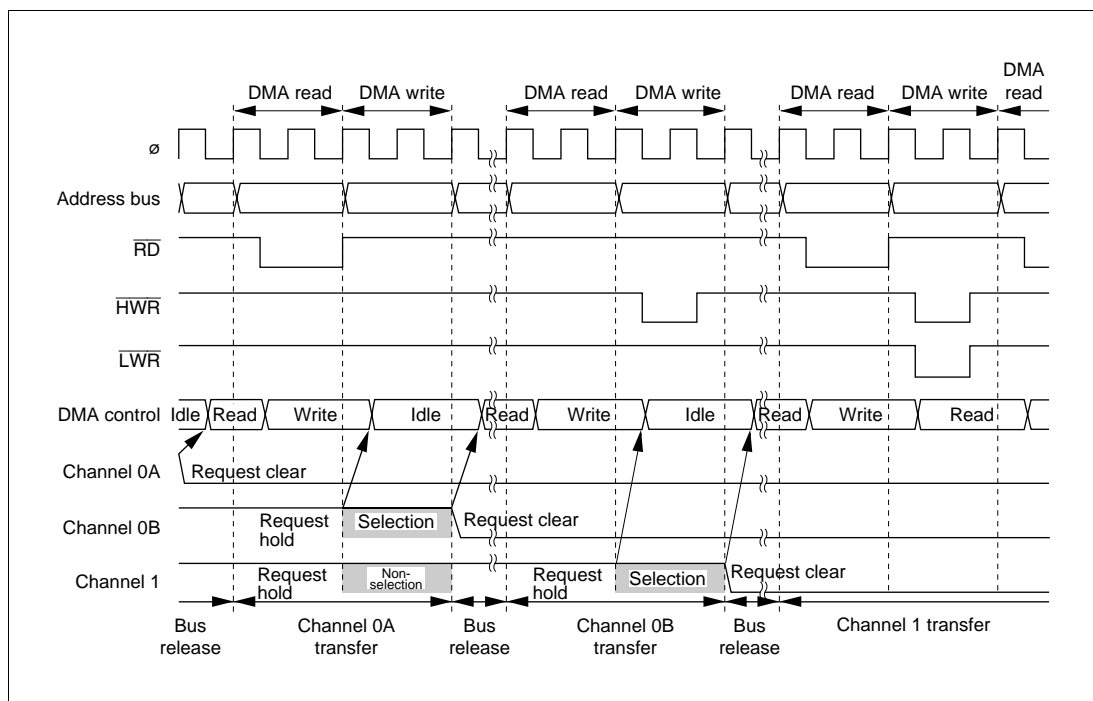 DMA
read
DMA read DMA write DMA read DMA write DMA read DMA write
ø
Address bus
RD
HWR
LWR
DMA control Idle Read Write Idle Read Write Idle Read Write Read
Channel 0A Request clear
Channel 0B Request
hold Selection Request clear
Channel 1 Request
hold Non-
selection Request
hold Selection Request clear
Bus
release Channel 0A
transfer Bus
release Channel 0B
transfer Bus
release Channel 1 transfer